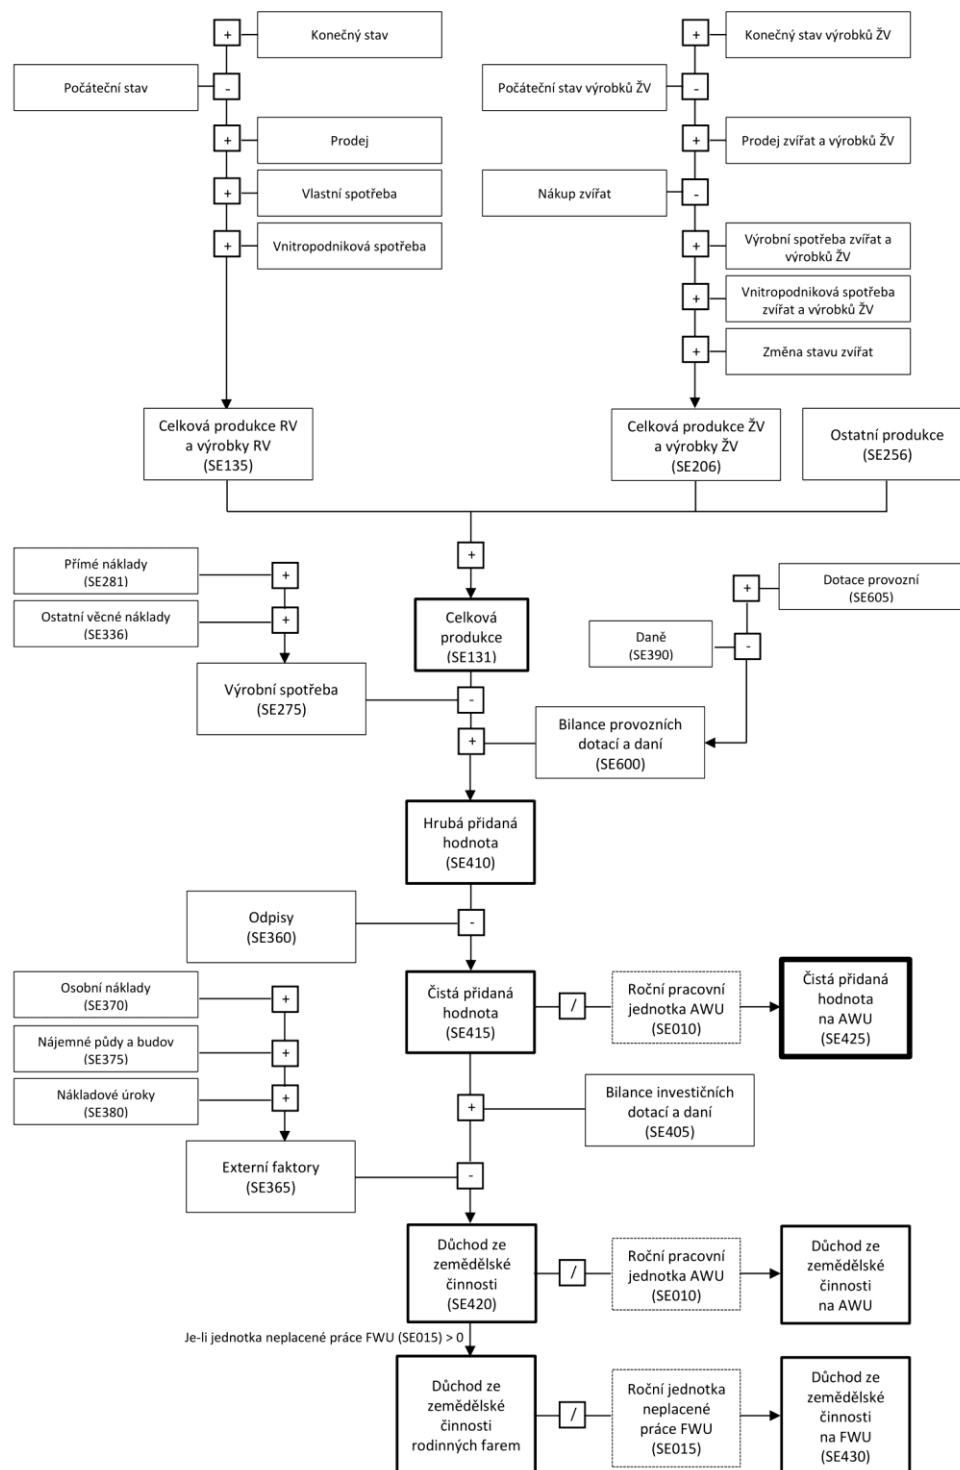 +
Konečný stav
+
Konečný stav výrobků ŽV
Počáteční stav
-
Počáteční stav výrobků ŽV
-
+
Prodej
+
Prodej zvířat a výrobků ŽV
+
Vlastní spotřeba
Nákup zvířat
-
+
Vnitropodniková spotřeba
+
Výrobní spotřeba zvířat a
výrobků ŽV
+
Vnitropodniková spotřeba
zvířat a výrobků ŽV
+
Změna stavu zvířat
Celková produkce RV
a výrobky RV
(SE135)
Celková produkce ŽV
a výrobky ŽV
(SE206)
Ostatní produkce
(SE256)
+
Přímé náklady
(SE281)
+
Dotace provozní
(SE605)
+
Ostatní věcné náklady
(SE336)
+
Celková
produkce
(SE131)
Daně
(SE390)
-
Výrobní spotřeba
(SE275)
-
+
Bilance provozních
dotací a daní
(SE600)
Hrubá přidaná
hodnota
(SE410)
Odpisy
(SE360)
-
Osobní náklady
(SE370)
+
Čistá přidaná
hodnota
(SE415)
/
Roční pracovní
jednotka AWU
(SE010)
Čistá přidaná
hodnota
na AWU
(SE425)
Nájemné půdy a budov
(SE375)
+
Nákladové úroky
(SE380)
+
+
Bilance investičních
dotací a daní
(SE405)
Externí faktory
(SE365)
-
Důchod ze
zemědělské
činnosti
(SE420)
/
Roční pracovní
jednotka AWU
(SE010)
Důchod ze
zemědělské
činnosti
na AWU
Je-li jednotka neplacené práce FWU (SE015) > 0
Důchod ze
zemědělské
činnosti
rodinných farem
/
Roční jednotka
neplacené
práce FWU
(SE015)
Důchod ze
zemědělské
činnosti
na FWU
(SE430)